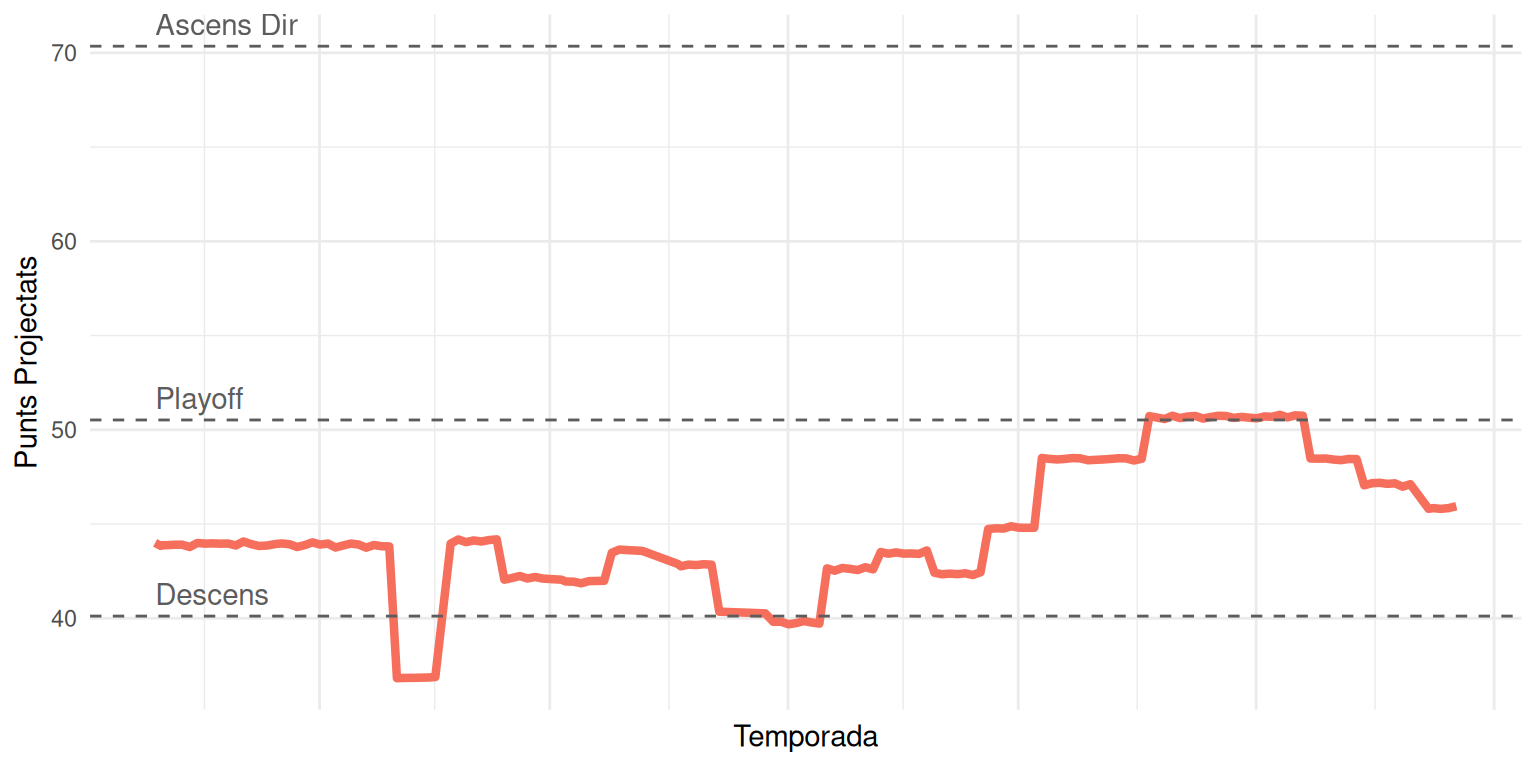 Ascens Dir
70
60
Playoff
50
Descens
40
Punts Projectats
Temporada